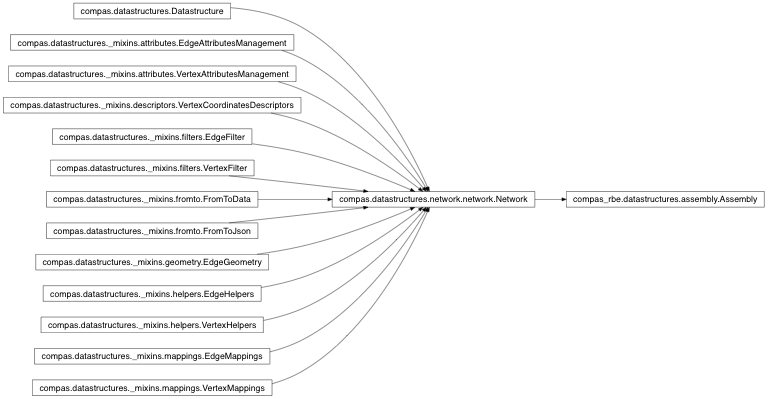 compas.datastructures.Datastructure
compas.datastructures._mixins.attributes.EdgeAttributesManagement
compas.datastructures._mixins.attributes.VertexAttributesManagement
compas.datastructures._mixins.descriptors.VertexCoordinatesDescriptors
compas.datastructures._mixins.filters.EdgeFilter
compas.datastructures._mixins.filters.VertexFilter
compas.datastructures._mixins.fromto.FromToData
compas.datastructures.network.network.Network
compas_rbe.datastructures.assembly.Assembly
compas.datastructures._mixins.fromto.FromToJson
compas.datastructures._mixins.geometry.EdgeGeometry
compas.datastructures._mixins.helpers.EdgeHelpers
compas.datastructures._mixins.helpers.VertexHelpers
compas.datastructures._mixins.mappings.EdgeMappings
compas.datastructures._mixins.mappings.VertexMappings